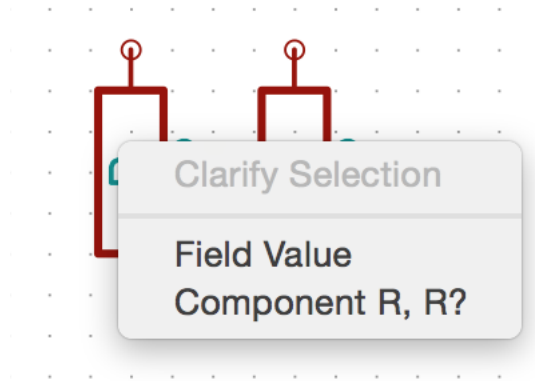 Clarify Selection
Field Value
Component R, R?